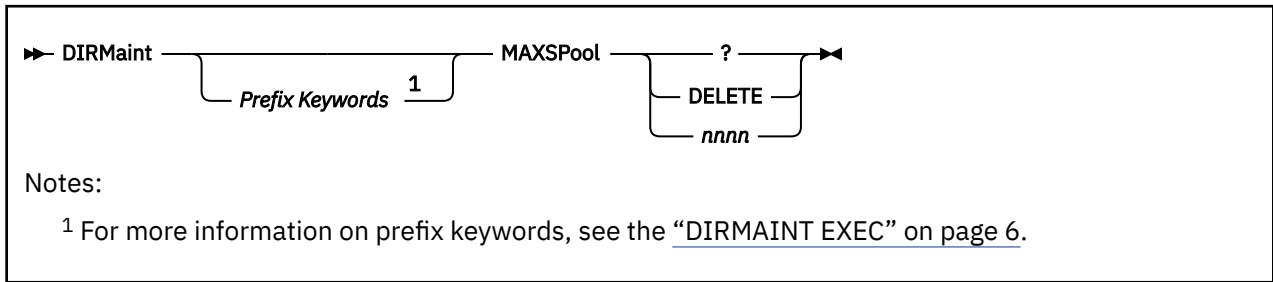 DIRMaint Prefix Keywords 1 MAXSPool ?
DELETE
nnnn
Notes:
1 For more information on prefix keywords, see the “DIRMAINT EXEC” on page 6.